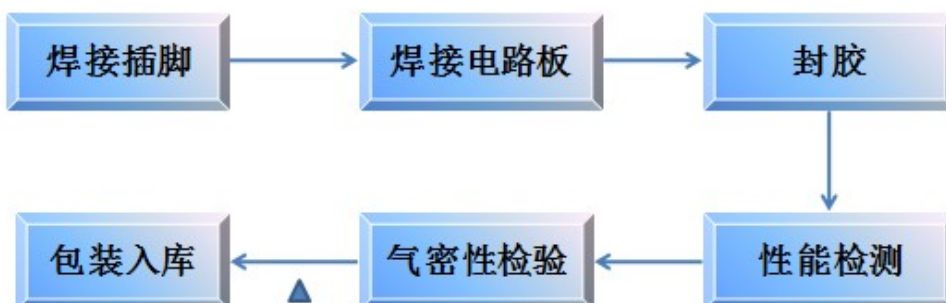 焊接插脚
焊接电路板
封胶
性能检测
气密性检验
包装入库